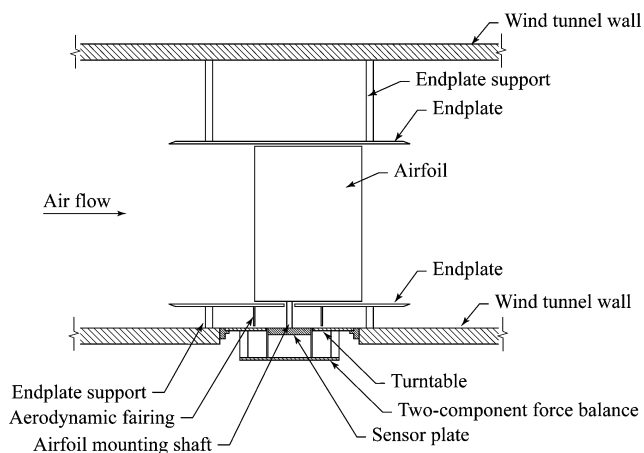 Wind tunnel wall
Endplate support
Endplate
Airfoil
Air flow
Endplate
Wind tunnel wall
Endplate support
Turntable
Aerodynamic fairing
Two-component force balance
Airfoil mounting shaft
Sensor plate